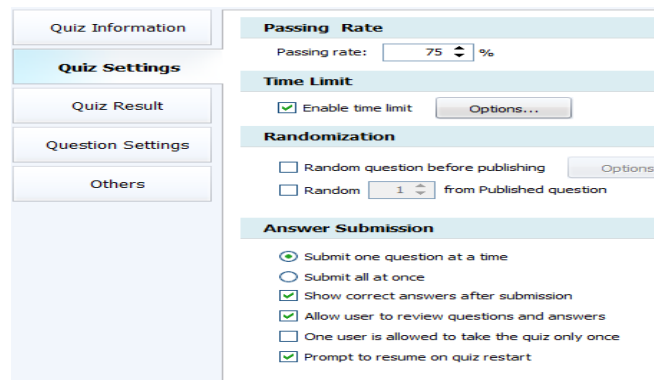 Quiz Information
Quiz Settings
Quiz Result
Question Settings
Others
Passing Rate
Passing rate: 75 %
Time Limit
Enable time limit Options...
Randomization
Random question before publishing Options
Random 1 from Published question
Answer Submission
Submit one question at a time
Submit all at once
Show correct answers after submission
Allow user to review questions and answers
One user is allowed to take the quiz only once
Prompt to resume on quiz restart